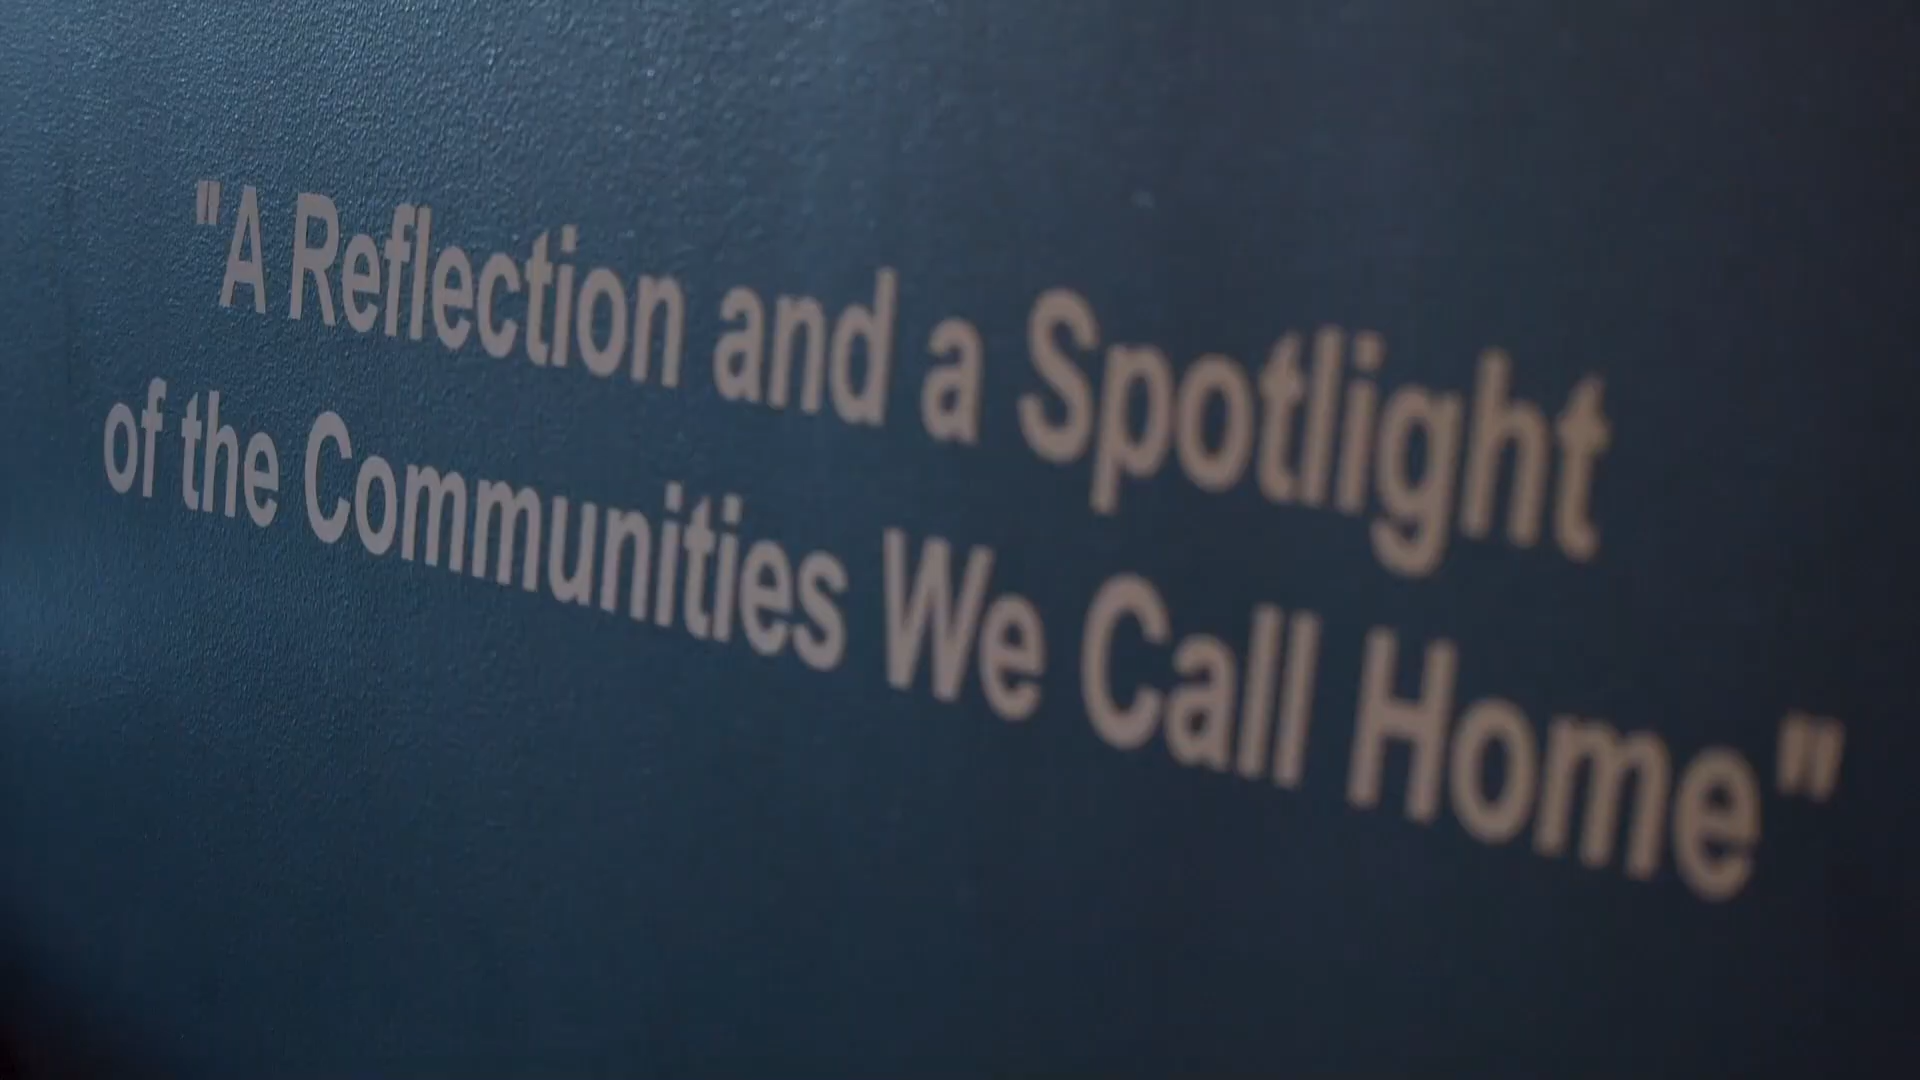 "A Reflection and a Spotlight
of the Communities We Call Home"